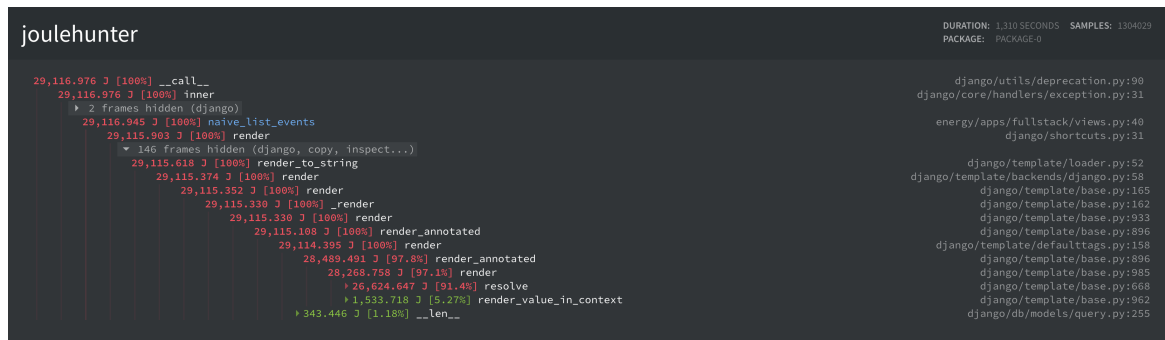 joulehunter
DURATION: 1,310 SECONDS SAMPLES: 1304029
PACKAGE: PACKAGE-0
29,116.976 J [100%] __call__ django/utils/deprecation.py:90
29,116.976 J [100%] inner django/core/handlers/exception.py:31
2 frames hidden (django)
29,116.945 J [100%] naive_list_events energy/apps/fullstack/views.py:40
29,115.903 J [100%] render django/shortcuts.py:31
146 frames hidden (django, copy, inspect...)
29,115.618 J [100%] render_to_string django/template/loader.py:52
29,115.374 J [100%] render django/template/backends/django.py:58
29,115.352 J [100%] render django/template/base.py:165
29,115.330 J [100%] _render django/template/base.py:162
29,115.330 J [100%] render django/template/base.py:933
29,115.108 J [100%] render_annotated django/template/base.py:896
29,114.395 J [100%] render django/template/defaulttags.py:158
28,489.491 J [97.8%] render_annotated django/template/base.py:896
28,268.758 J [97.1%] render django/template/base.py:985
26,624.647 J [91.4%] resolve django/template/base.py:668
1,533.718 J [5.27%] render_value_in_context django/template/base.py:962
343.446 J [1.18%] __len__ django/db/models/query.py:255